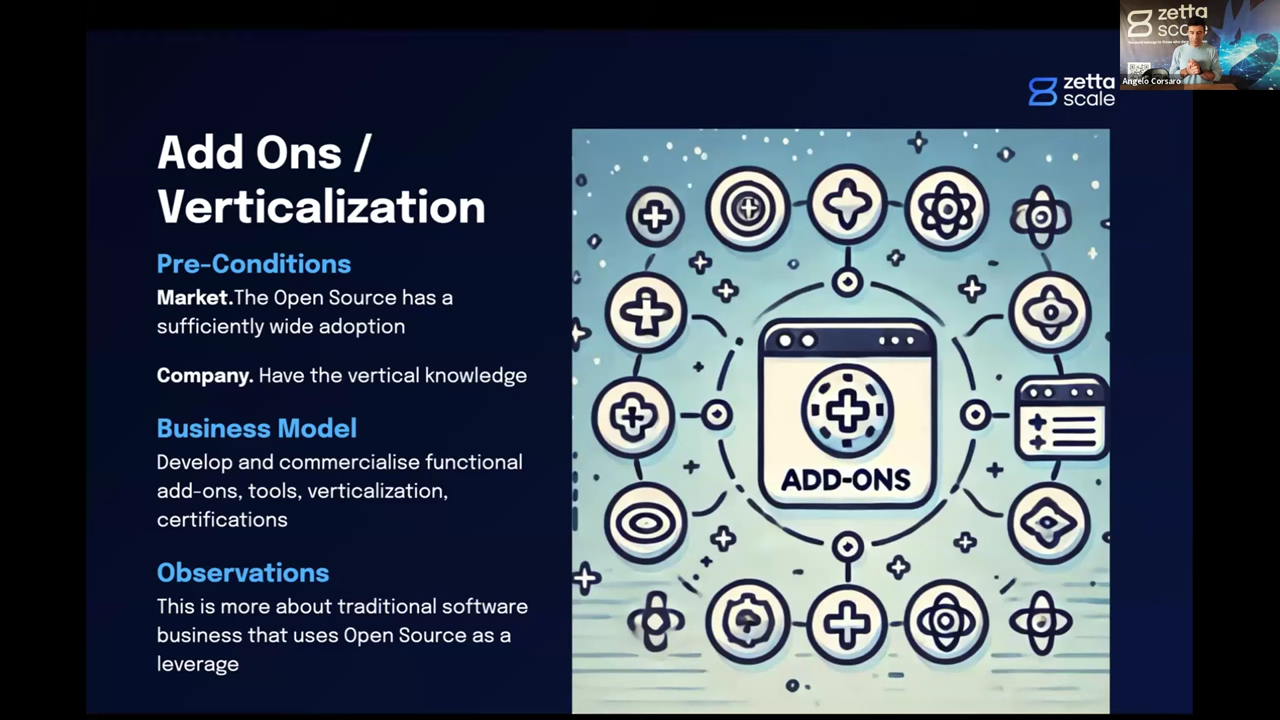 zetta
scale
Angelo Corsaro
zetta
scale
Add Ons /
Verticalization
Pre-Conditions
Market.The Open Source has a
sufficiently wide adoption
Company. Have the vertical knowledge
Business Model
Develop and commercialise functional
add-ons, tools, verticalization,
certifications
Observations
This is more about traditional software
business that uses Open Source as a
leverage
ADD-ONS